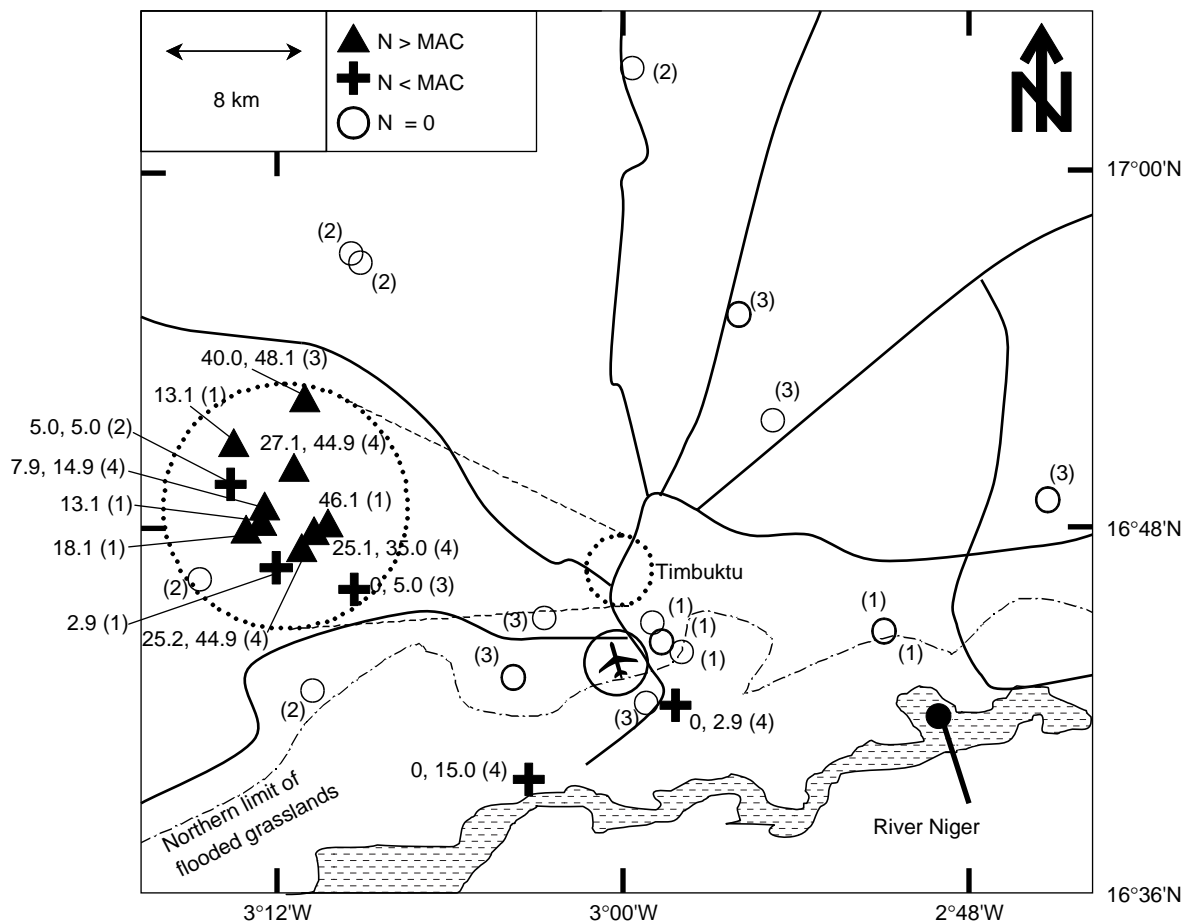 N > MAC
8 km
N < MAC
N = 0
N
(2)
17°00'N
(2)
(2)
(3)
40.0, 48.1 (3)
13.1 (1)
5.0, 5.0 (2)
27.1, 44.9 (4)
(3)
7.9, 14.9 (4)
46.1 (1)
(3)
13.1 (1)
16°48'N
18.1 (1)
25.1, 35.0 (4)
Timbuktu
(2)
0, 5.0 (3)
2.9 (1)
25.2, 44.9 (4)
(3)
(1)
(1)
(1)
(1)
(1)
(3)
(2)
(3)
0, 2.9 (4)
0, 15.0 (4)
Northern limit of
flooded grasslands
River Niger
16°36'N
3°12'W
3°00'W
2°48'W